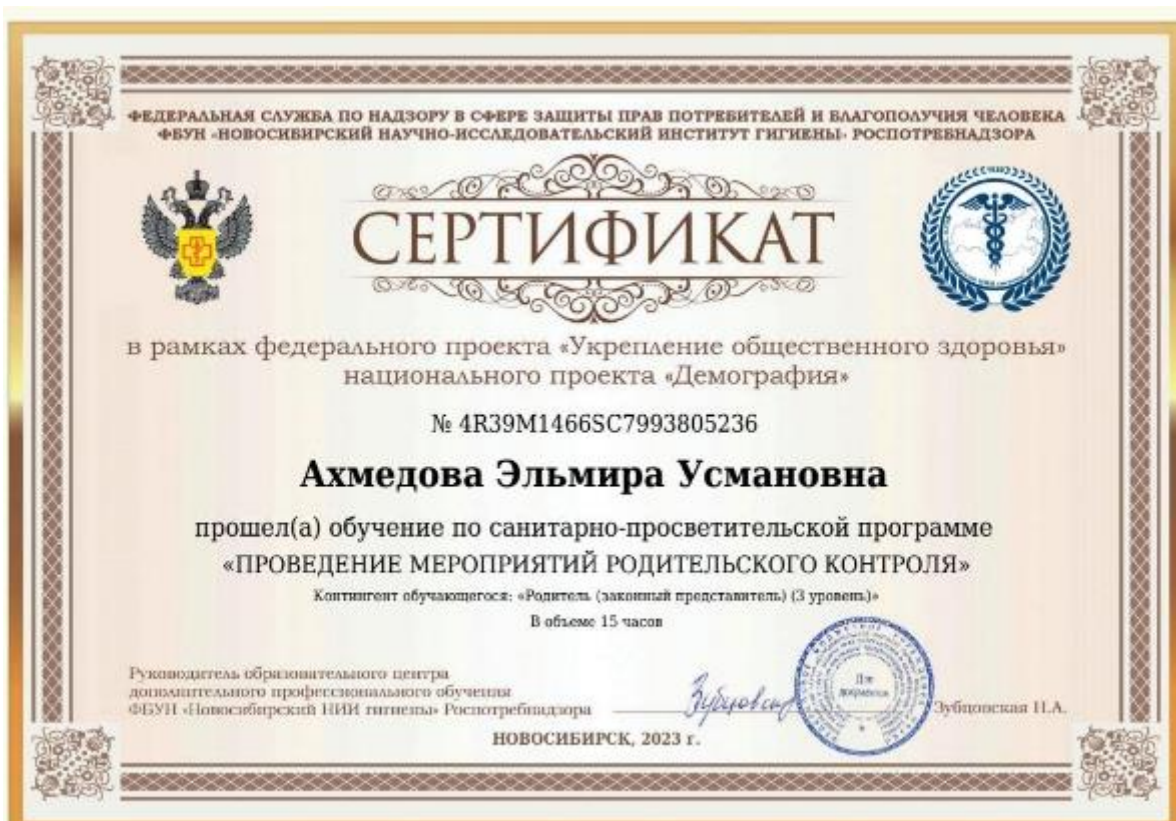 ФЕДЕРАЛЬНАЯ СЛУЖБА ПО НАДЗОРУ В СФЕРЕ ЗАЩИТЫ ПРАВ ПОТРЕБИТЕЛЕЙ И БЛАГОПОЛУЧИЯ ЧЕЛОВЕКА
ФБУН «НОВОСИБИРСКИЙ НАУЧНО-ИССЛЕДОВАТЕЛЬСКИЙ ИНСТИТУТ ГИГИЕНЫ» РОСПОТРЕБНАДЗОРА
СЕРТИФИКАТ
в рамках федерального проекта «Укрепление общественного здоровья»
национального проекта «Демография»
№ 4R39M1466SC7993805236
Ахмедова Эльмира Усмановна
прошел(а) обучение по санитарно-просветительской программе
«ПРОВЕДЕНИЕ МЕРОПРИЯТИЙ РОДИТЕЛЬСКОГО КОНТРОЛЯ»
Контингент обучающегося: «Родитель (законный представитель) (3 уровень)»
В объеме 15 часов
Руководитель образовательного центра
дополнительного профессионального обучения
ФБУН «Новосибирский НИИ гигиены» Роспотребнадзора
Для
документов
Зубцовская Н.А.
НОВОСИБИРСК, 2023 г.